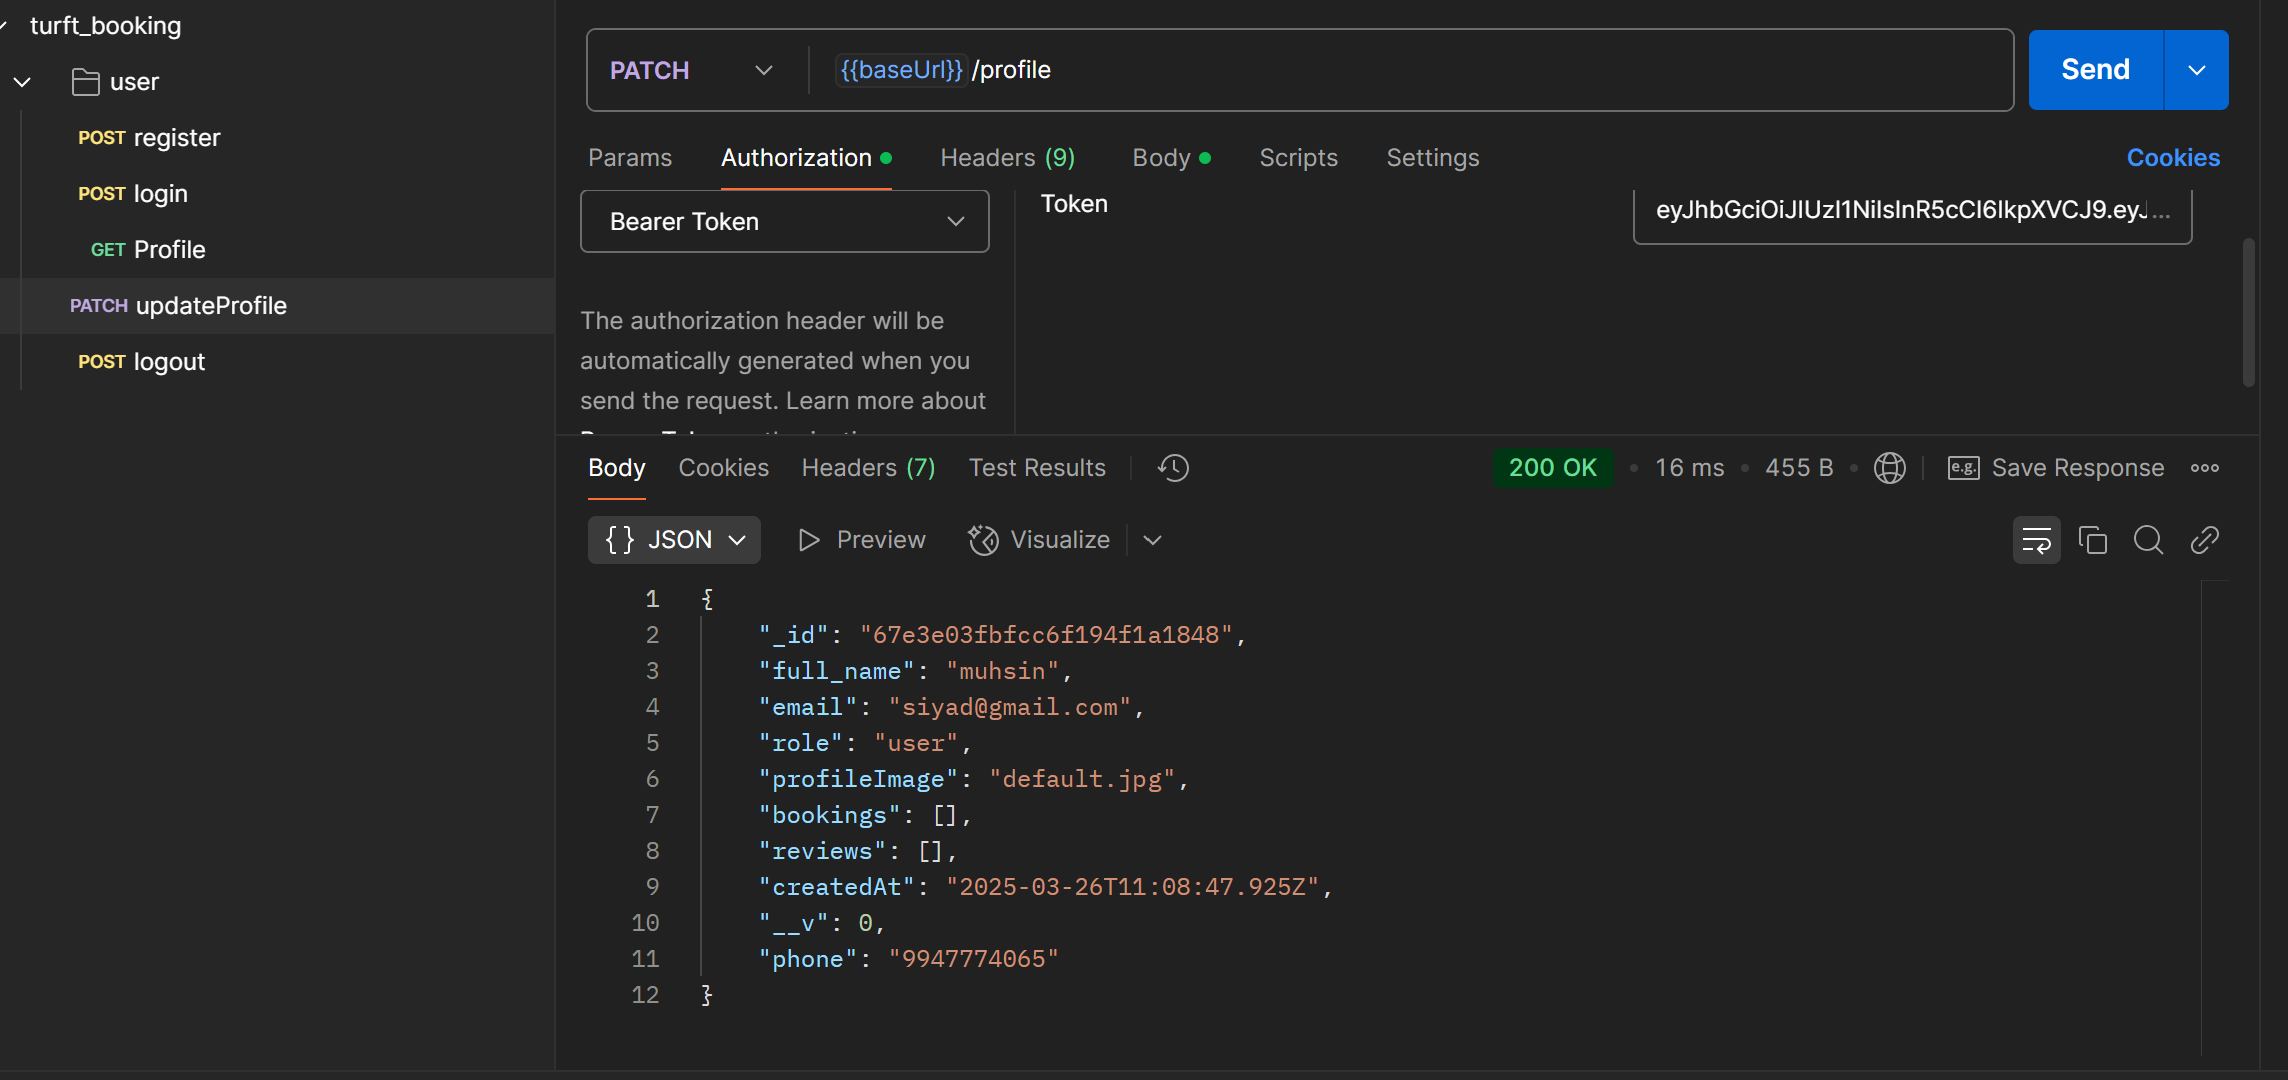 turft_booking
user
POST register
POST login
GET Profile
PATCH updateProfile
POST logout
PATCH
{{baseUrl}} /profile
Send
Params
Authorization
Headers (9)
Body
Scripts
Settings
Cookies
Bearer Token
Token
eyJhbGciOiJIUzI1NiIsInR5cCI6IkpXVCJ9.eyJ...
The authorization header will be
automatically generated when you
send the request. Learn more about
Body
Cookies
Headers (7)
Test Results
200 OK
16 ms
455 B
e.g.
Save Response
{} JSON
Preview
Visualize
1 {
2 "_id": "67e3e03fbfcc6f194f1a1848",
3 "full_name": "muhsin",
4 "email": "siyad@gmail.com",
5 "role": "user",
6 "profileImage": "default.jpg",
7 "bookings": [],
8 "reviews": [],
9 "createdAt": "2025-03-26T11:08:47.925Z",
10 "__v": 0,
11 "phone": "9947774065"
12 }